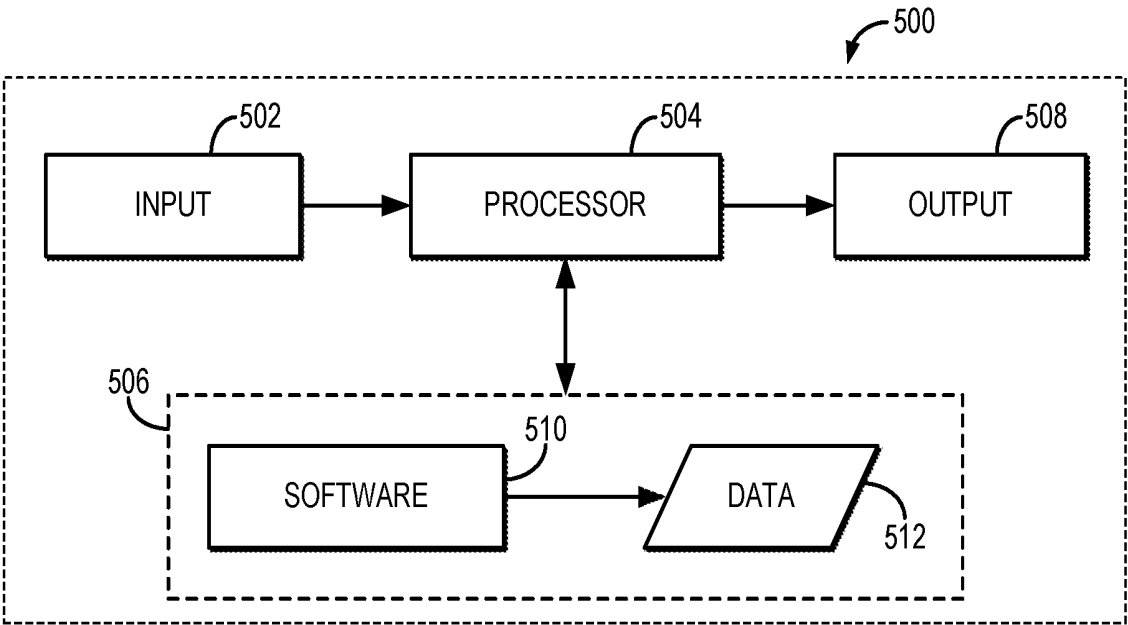 500
502
504
508
INPUT
PROCESSOR
OUTPUT
506
510
SOFTWARE
DATA
512